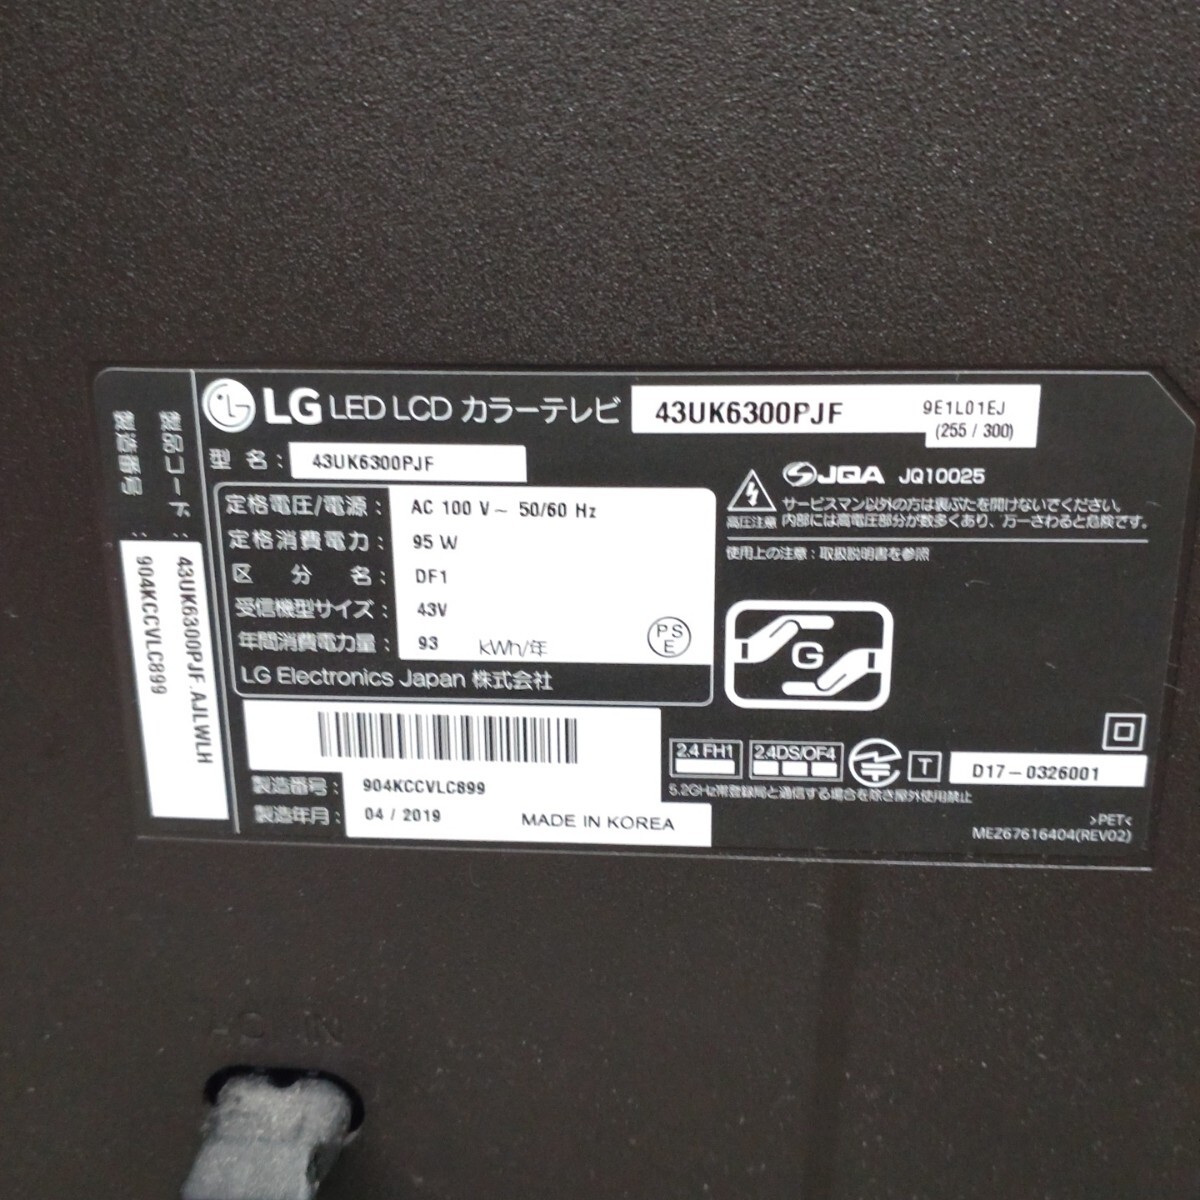 LG LED LCD カラーテレビ 43UK6300PJF 9E1L01EJ
(255 / 300)
型 名: 43UK6300PJF
定格電圧/電源: AC 100 V~ 50/60 Hz
定格消費電力: 95 W
区 分 名: DF1
受信機型サイズ: 43V
年間消費電力量: 93 kWh/年
PS
E
LG Electronics Japan 株式会社
製造番号: 904KCCVLC899
製造年月: 04 / 2019 MADE IN KOREA
JQA JQ10025
高圧注意
サービスマン以外の方は裏ぶたを開けないでください。
内部には高電圧部分が数多くあり、万一さわると危険です。
使用上の注意:取扱説明書を参照
G
2.4 FH1 2.4DS/OF4 T D17-0326001
5.2GHz帯登録局と通信する場合を除き屋外使用禁止
>PET<
MEZ67616404(REV02)
製品コード: 43UK6300PJF.AJLWLH
製造番号: 904KCCVLC899
AC IN